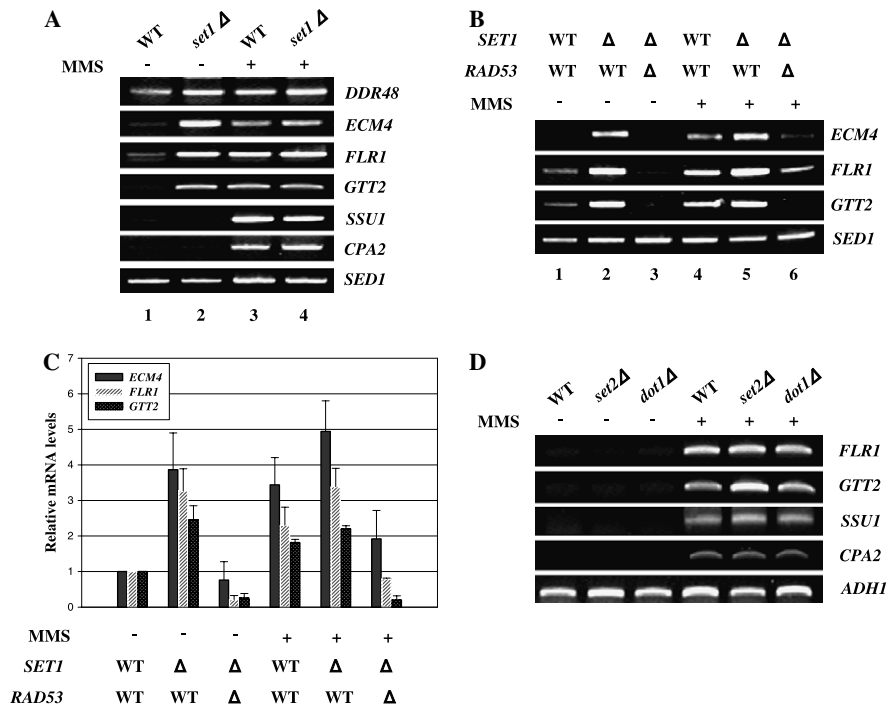 A
WT set1 Δ WT set1 Δ
MMS - - + +
DDR48
ECM4
FLR1
GTT2
SSU1
CPA2
SED1
1 2 3 4
B
SET1 WT Δ Δ WT Δ Δ
RAD53 WT WT Δ WT WT Δ
MMS - - - + + +
ECM4
FLR1
GTT2
SED1
1 2 3 4 5 6
C
Relative mRNA levels
7
6
5
4
3
2
1
0
ECM4
FLR1
GTT2
MMS - - - + + +
SET1 WT Δ Δ WT Δ Δ
RAD53 WT WT Δ WT WT Δ
D
WT set2Δ dot1Δ WT set2Δ dot1Δ
MMS - - - + + +
FLR1
GTT2
SSU1
CPA2
ADH1